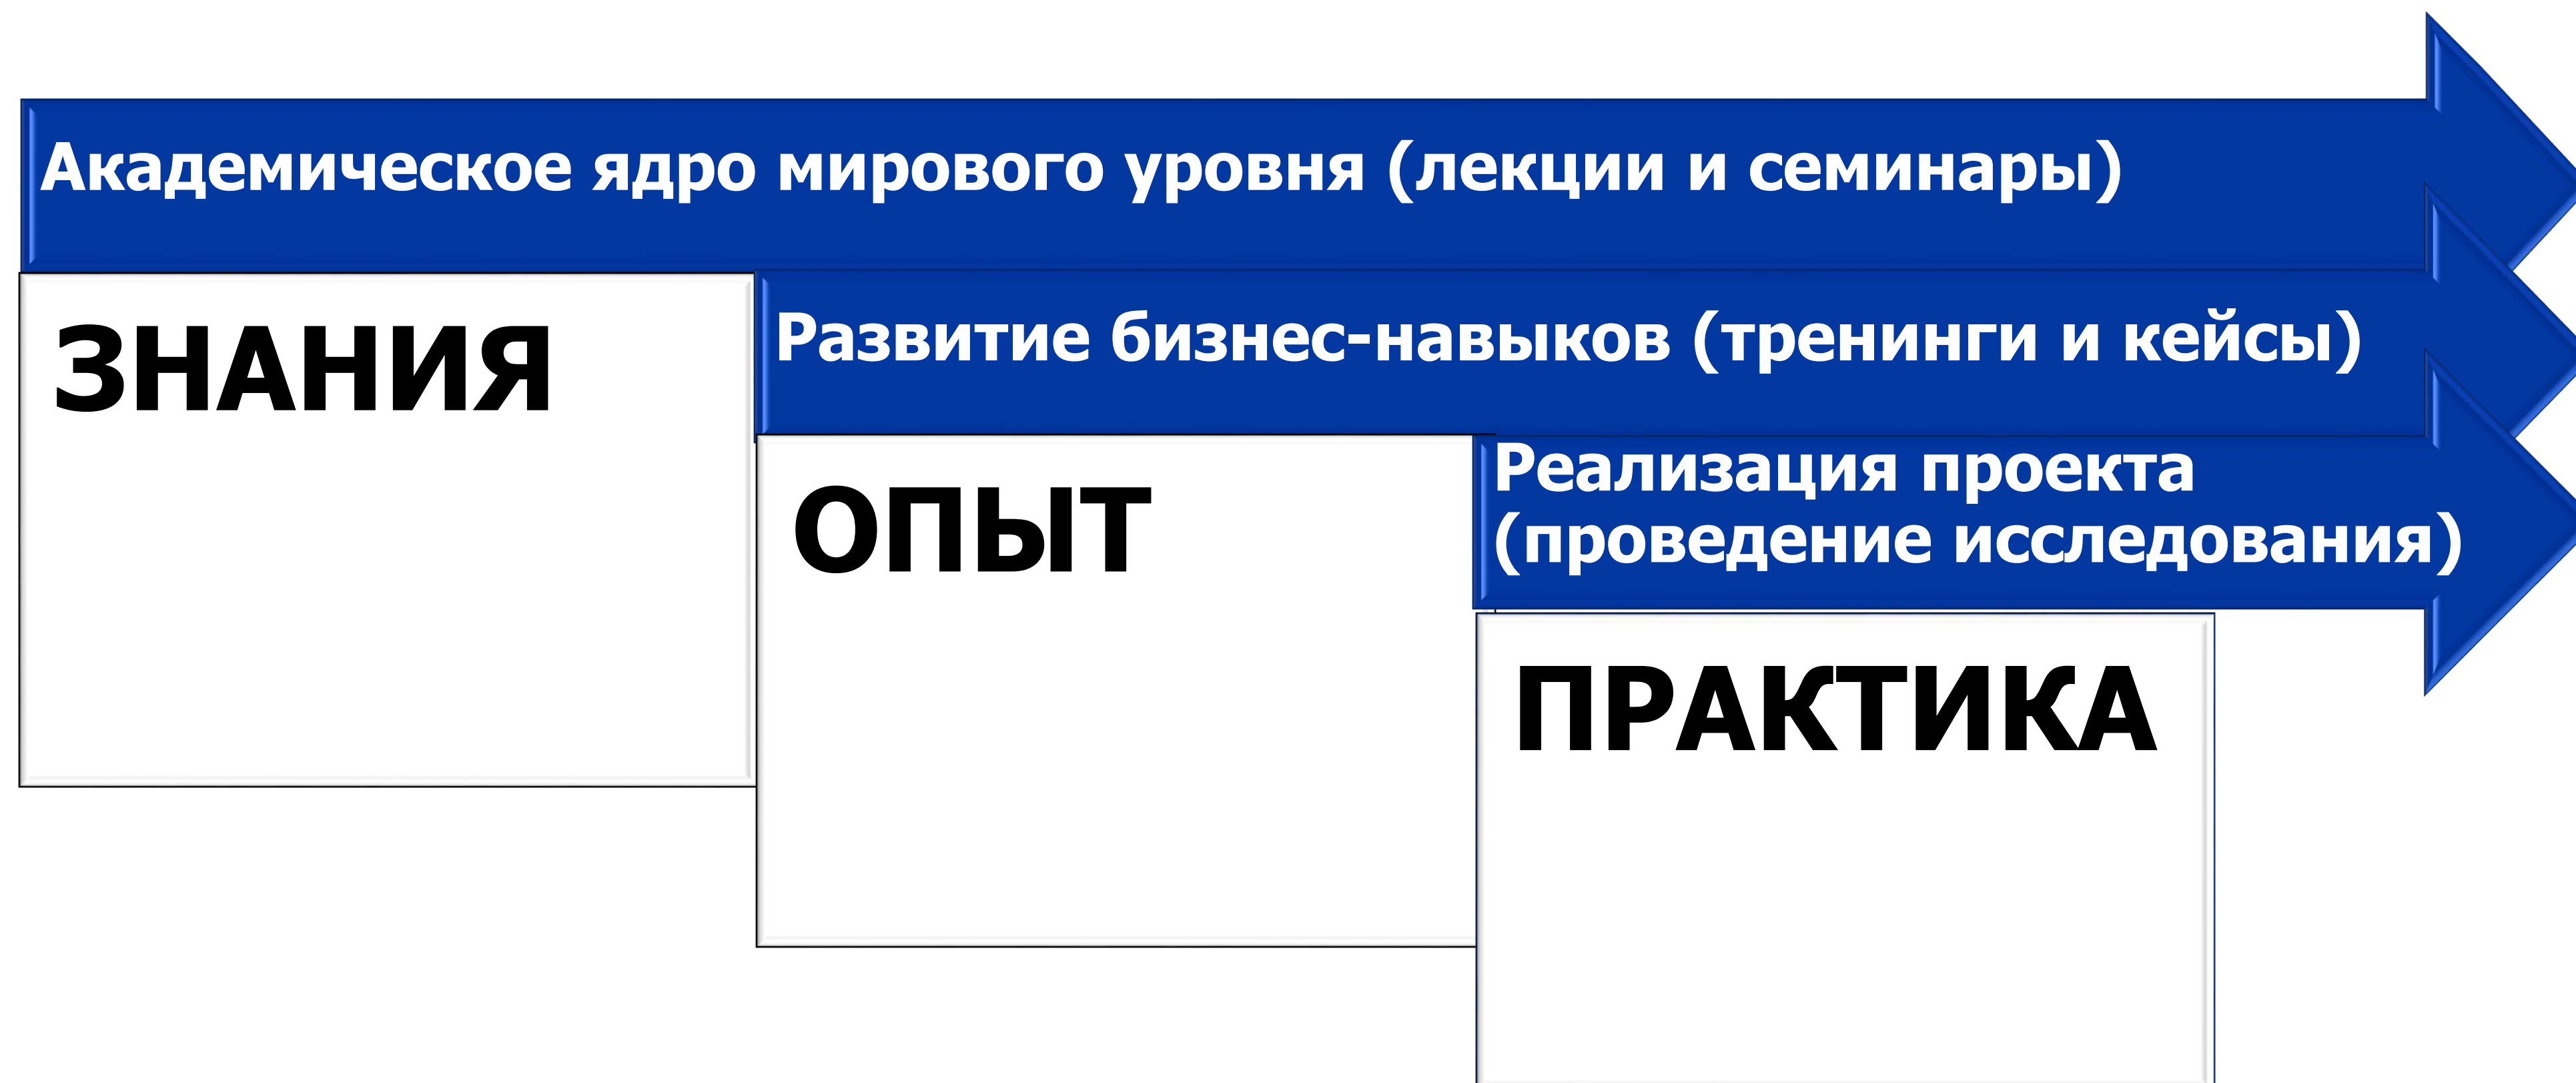 Академическое ядро мирового уровня (лекции и семинары)
ЗНАНИЯ
Развитие бизнес-навыков (тренинги и кейсы)
ОПЫТ
Реализация проекта
(проведение исследования)
ПРАКТИКА